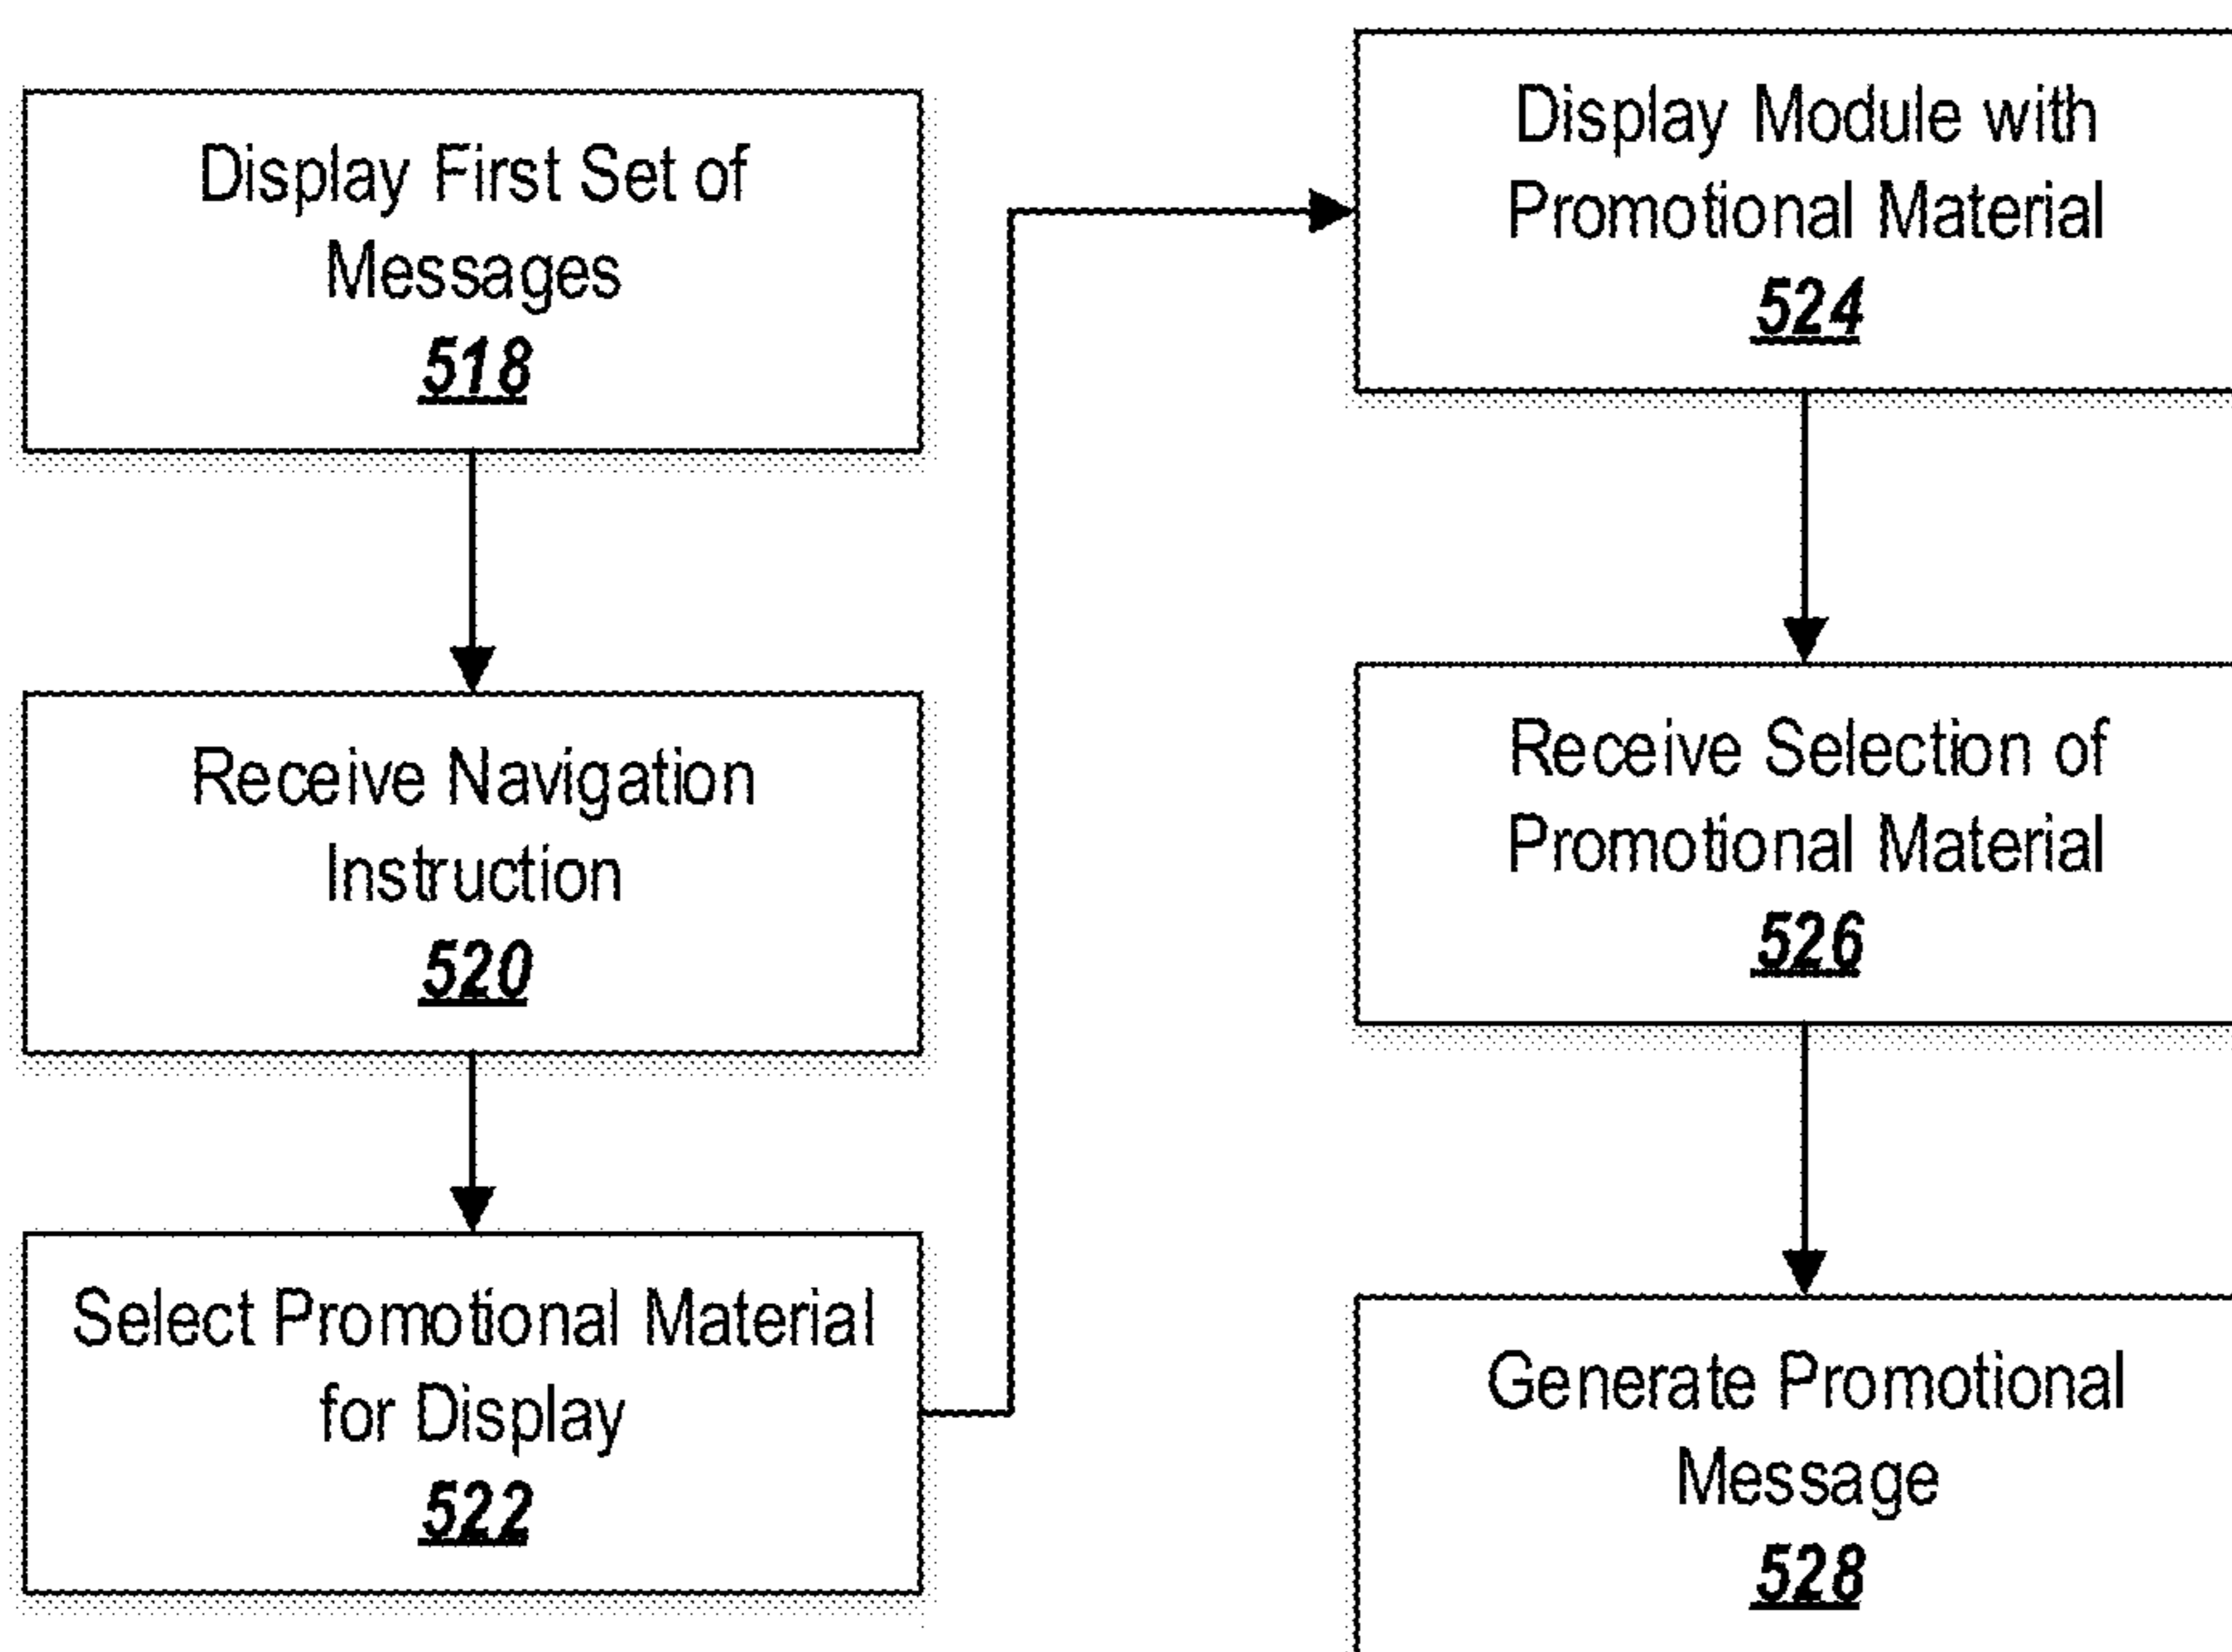 Display First Set of
Messages
518
Receive Navigation
Instruction
520
Select Promotional Material
for Display
522
Display Module with
Promotional Material
524
Receive Selection of
Promotional Material
526
Generate Promotional
Message
528